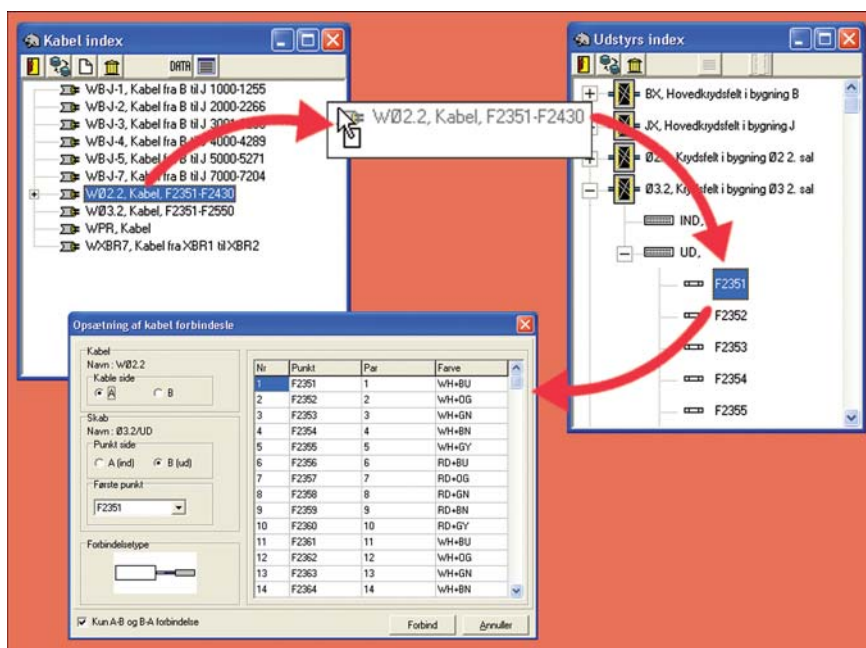 Kabel index
DATA
WB-J-1, Kabel fra B til J 1000-1255
WB-J-2, Kabel fra B til J 2000-2266
WB-J-3, Kabel fra B til J
WB-J-4, Kabel fra B til J 4000-4289
WB-J-5, Kabel fra B til J 5000-5271
WB-J-7, Kabel fra B til J 7000-7204
WØ2.2, Kabel, F2351-F2430
WØ3.2, Kabel, F2351-F2550
WPR, Kabel
WXBR7, Kabel fra XBR1 til XBR2
WØ2.2, Kabel, F2351-F2430
Udstyrs index
BX, Hovedkrydsfelt i bygning B
JX, Hovedkrydsfelt i bygning J
Krydsfelt i bygning Ø2 2. sal
Ø3.2, Krydsfelt i bygning Ø3 2. sal
IND,
UD,
F2351
F2352
F2353
F2354
F2355
Opsætning af kabel forbindesle
Kabel
Navn : WØ2.2
Kable side
A B
Skab
Navn : Ø3.2/UD
Punkt side
A (ind) B (ud)
Første punkt
F2351
Forbindelsetype
Nr Punkt Par Farve
1 F2351 1 WH+BU
2 F2352 2 WH+OG
3 F2353 3 WH+GN
4 F2354 4 WH+BN
5 F2355 5 WH+GY
6 F2356 6 RD+BU
7 F2357 7 RD+OG
8 F2358 8 RD+GN
9 F2359 9 RD+BN
10 F2360 10 RD+GY
11 F2361 11 WH+BU
12 F2362 12 WH+OG
13 F2363 13 WH+GN
14 F2364 14 WH+BN
Kun A-B og B-A forbindelse
Forbind Annuller